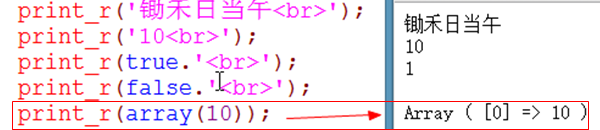 print_r('锄禾日当午<br>');
print_r('10<br>');
print_r(true.'<br>');
print_r(false.'<br>');
print_r(array(10));
锄禾日当午
10
1
Array ( [0] => 10 )